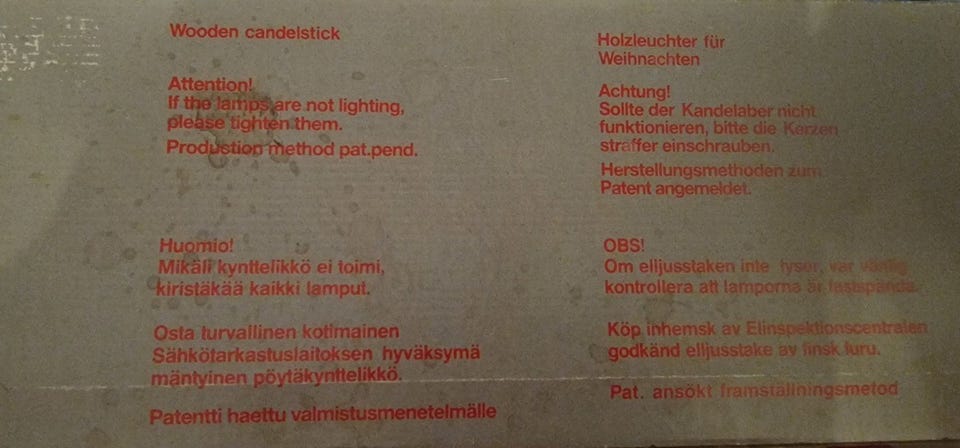 Wooden candelstick
Attention!
If the lamps are not lighting,
please tighten them.
Production method pat.pend.
Holzleuchter für
Weihnachten
Achtung!
Sollte der Kandelaber nicht
funktionieren, bitte die Kerzen
straffer einschrauben.
Herstellungsmethoden zum
Patent angemeldet.
Huomio!
Mikäli kynttelikkö ei toimi,
kiristäkää kaikki lamput.
Osta turvallinen kotimainen
Sähkötarkastuslaitoksen hyväksymä
mäntyinen pöytäkynttelikkö.
Patentti haettu valmistusmenetelmälle
OBS!
Om elljusstaken inte lyser, var vänlig
kontrollera att lamporna är fastspända.
Köp inhemsk av Elinspektionscentralen
godkänd elljusstake av finsk furu.
Pat. ansökt framställningsmetod